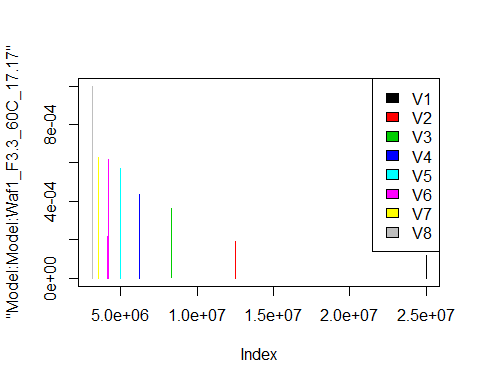 "Model:Model:Waf1_F3.3_60C_17.17"
8e-04
4e-04
0e+00
V1
V2
V3
V4
V5
V6
V7
V8
5.0e+06 1.0e+07 1.5e+07 2.0e+07 2.5e+07
Index